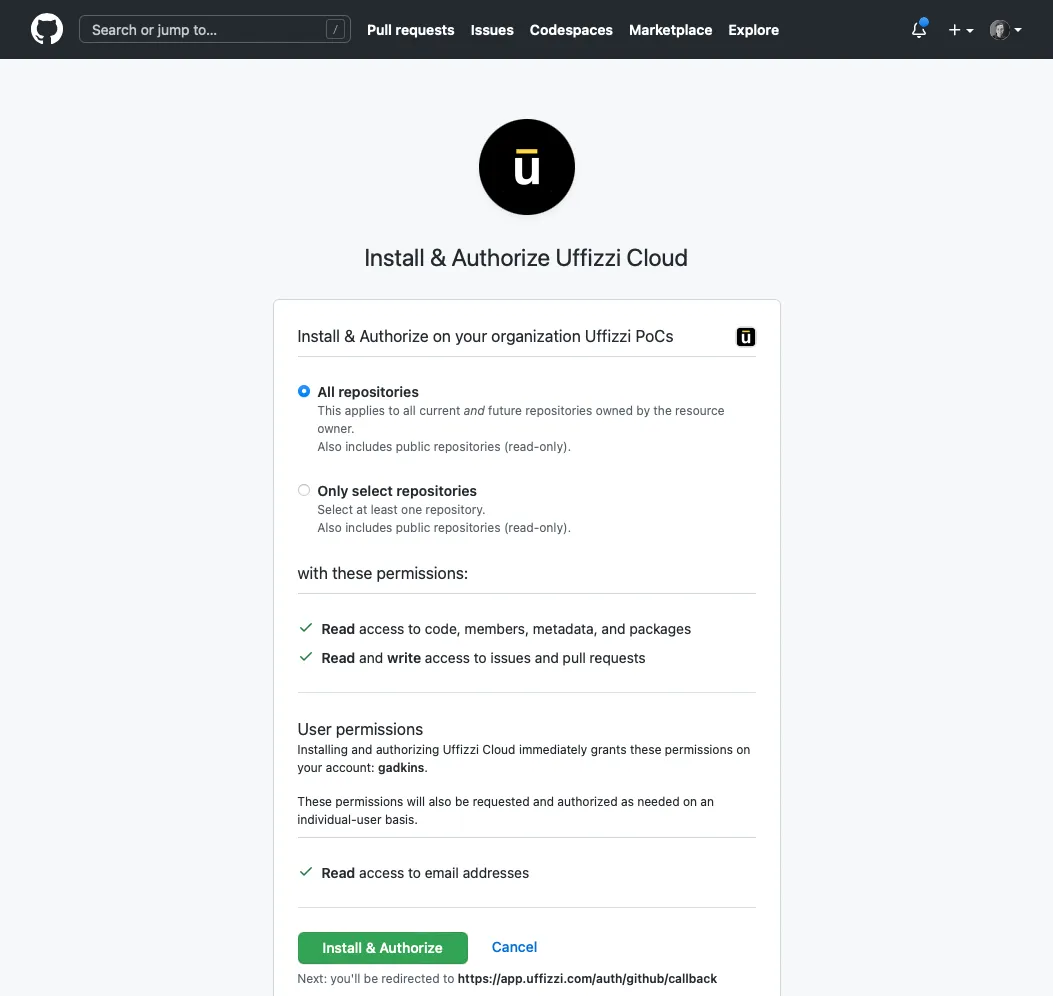 Search or jump to... / Pull requests Issues Codespaces Marketplace Explore
ū
Install & Authorize Uffizzi Cloud
Install & Authorize on your organization Uffizzi PoCs ū
All repositories
This applies to all current and future repositories owned by the resource
owner.
Also includes public repositories (read-only).
Only select repositories
Select at least one repository.
Also includes public repositories (read-only).
with these permissions:
Read access to code, members, metadata, and packages
Read and write access to issues and pull requests
User permissions
Installing and authorizing Uffizzi Cloud immediately grants these permissions on
your account: gadkins.
These permissions will also be requested and authorized as needed on an
individual-user basis.
Read access to email addresses
Install & Authorize Cancel
Next: you'll be redirected to https://app.uffizzi.com/auth/github/callback